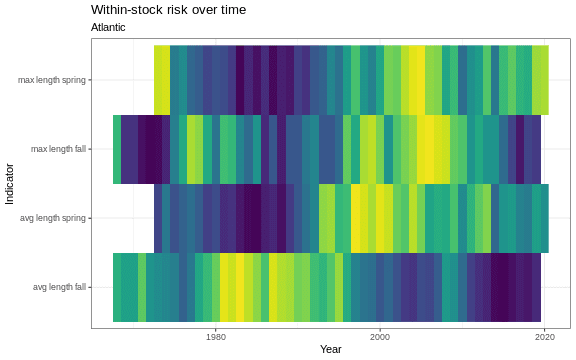 Within-stock risk over time
Atlantic
Indicator
max length spring
max length fall
avg length spring
avg length fall
1980
2000
2020
Year